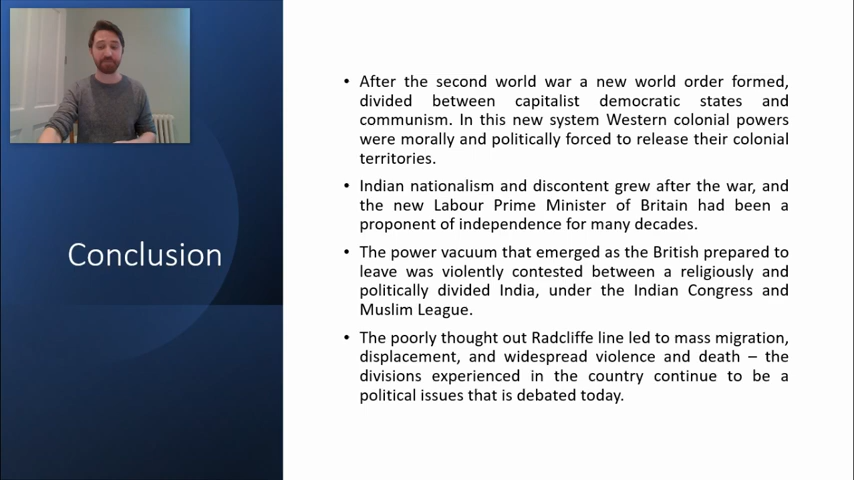 Conclusion
• After the second world war a new world order formed,
divided between capitalist democratic states and
communism. In this new system Western colonial powers
were morally and politically forced to release their colonial
territories.
• Indian nationalism and discontent grew after the war, and
the new Labour Prime Minister of Britain had been a
proponent of independence for many decades.
• The power vacuum that emerged as the British prepared to
leave was violently contested between a religiously and
politically divided India, under the Indian Congress and
Muslim League.
• The poorly thought out Radcliffe line led to mass migration,
displacement, and widespread violence and death – the
divisions experienced in the country continue to be a
political issues that is debated today.